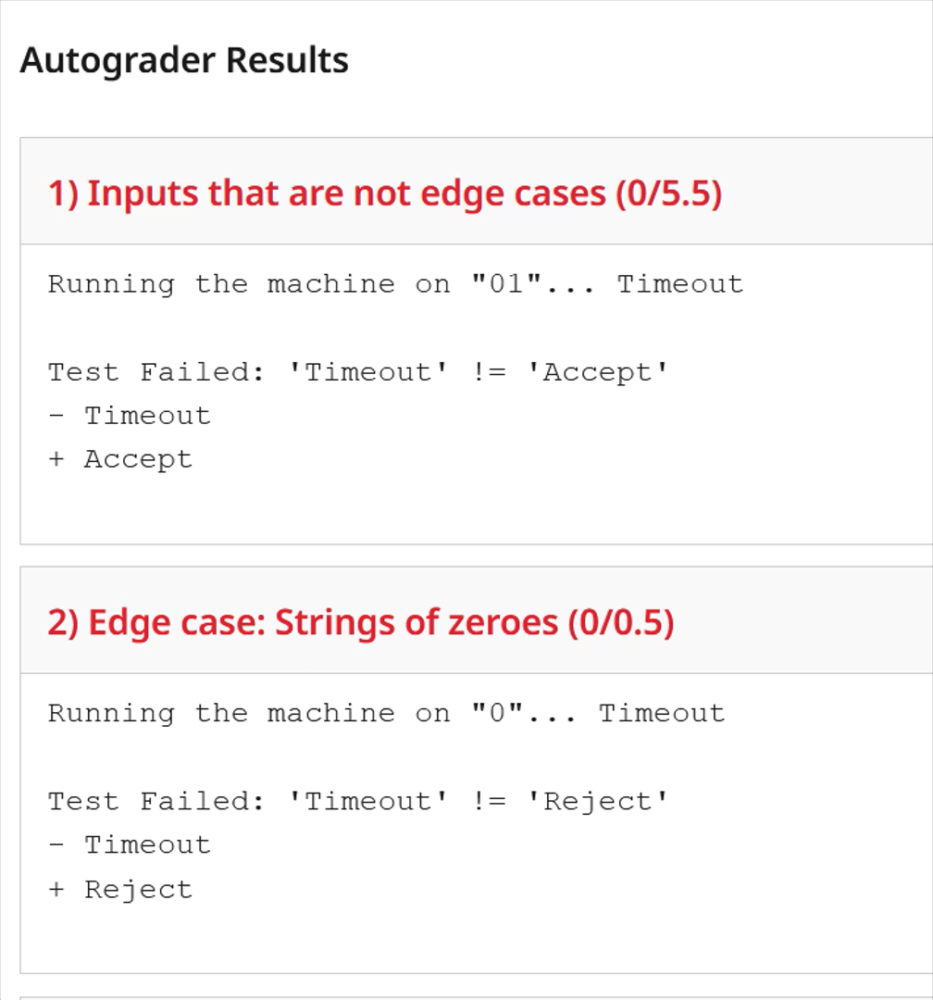 Autograder Results
1) Inputs that are not edge cases (0/5.5)
Running the machine on "01"... Timeout
Test Failed: 'Timeout' != 'Accept'
- Timeout
+ Accept
2) Edge case: Strings of zeroes (0/0.5)
Running the machine on "0"... Timeout
Test Failed: 'Timeout' != 'Reject'
- Timeout
+ Reject